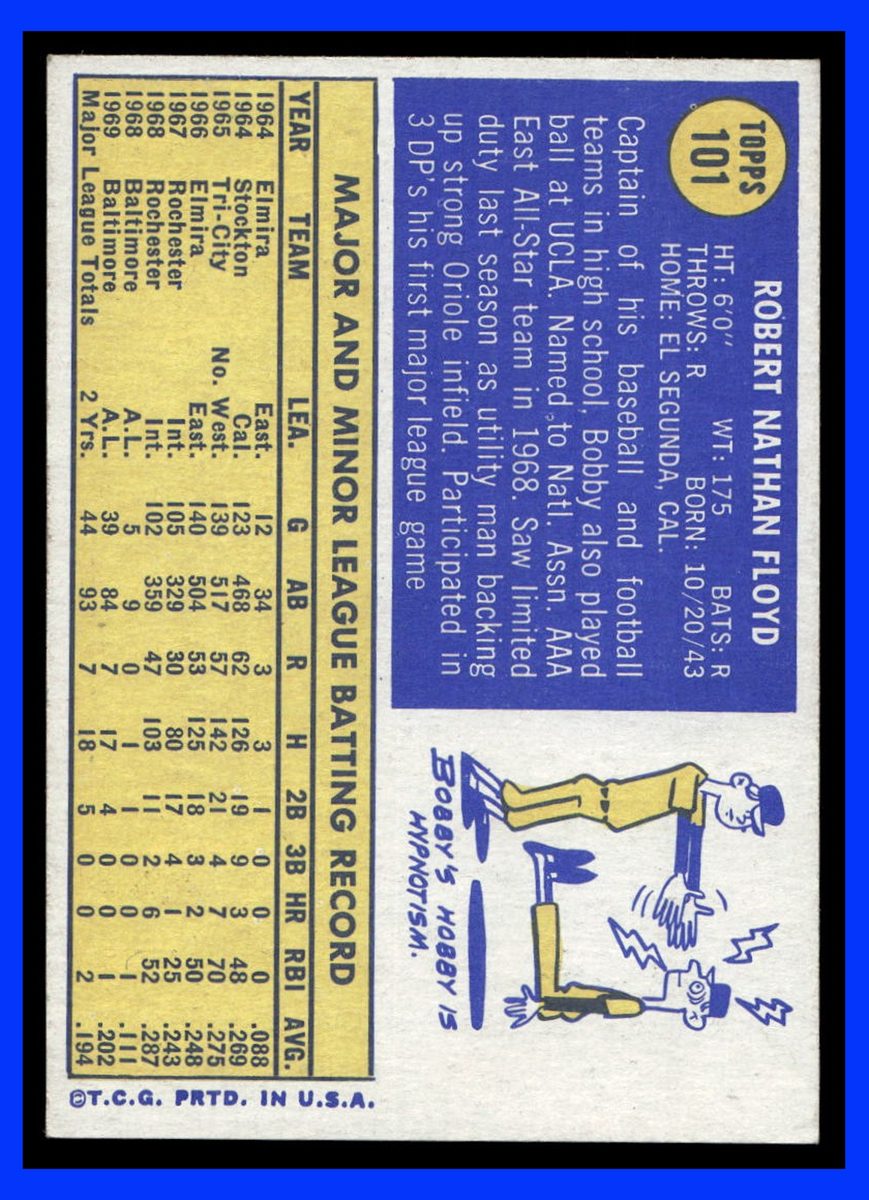 TOPPS
101
ROBERT NATHAN FLOYD
HT: 6'0" WT: 175 BATS: R
THROWS: R BORN: 10/20/43
HOME: EL SEGUNDA, CAL.
Captain of his baseball and football
teams in high school, Bobby also played
ball at UCLA. Named to Natl. Assn. AAA
East All-Star team in 1968. Saw limited
duty last season as utility man backing
up strong Oriole infield. Participated in
3 DP's his first major league game
BOBBY'S HOBBY IS
HYPNOTISM.
MAJOR AND MINOR LEAGUE BATTING RECORD
YEAR TEAM LEA. G AB R H 2B 3B HR RBI AVG.
1964 Elmira East. 12 34 3 3 1 0 0 0 .088
1964 Stockton Cal. 123 468 62 126 19 9 3 48 .269
1965 Tri-City No. West. 139 517 57 142 21 4 7 70 .275
1966 Elmira East. 140 504 53 125 18 3 2 50 .248
1967 Rochester Int. 105 329 30 80 17 4 1 25 .243
1968 Rochester Int. 102 359 47 103 11 2 6 52 .287
1968 Baltimore A.L. 5 9 0 1 1 0 0 1 .111
1969 Baltimore A.L. 39 84 7 17 4 0 0 1 .202
Major League Totals 2 Yrs. 44 93 7 18 5 0 0 2 .194
©T.C.G. PRTD. IN U.S.A.